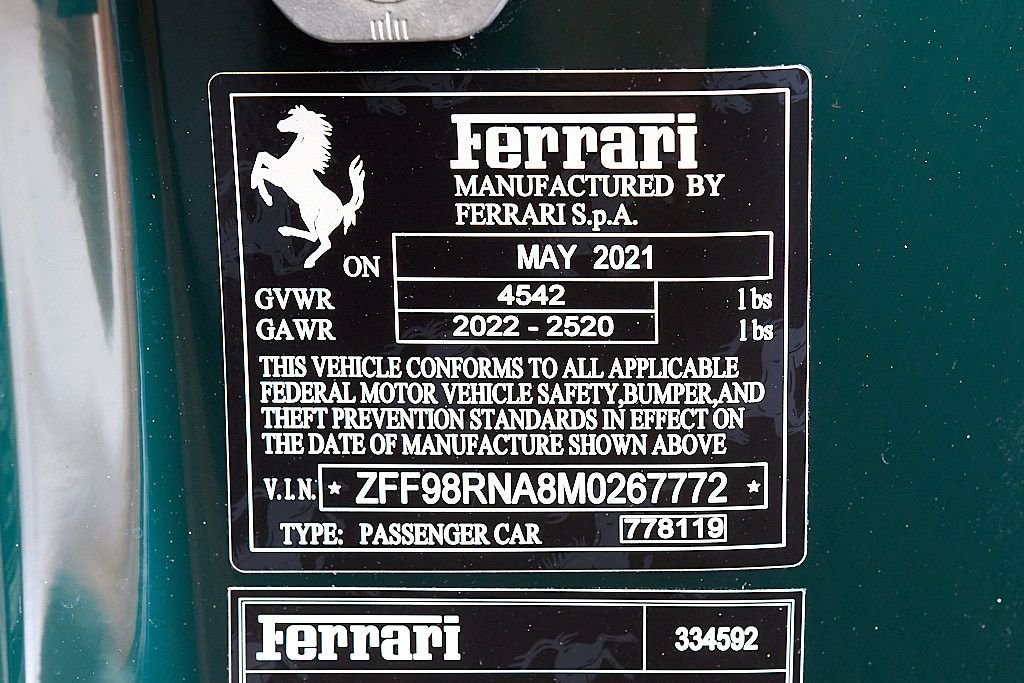 Ferrari
MANUFACTURED BY
FERRARI S.p.A.
ON MAY 2021
GVWR 4542 lbs
GAWR 2022 - 2520 lbs
THIS VEHICLE CONFORMS TO ALL APPLICABLE
FEDERAL MOTOR VEHICLE SAFETY,BUMPER,AND
THEFT PREVENTION STANDARDS IN EFFECT ON
THE DATE OF MANUFACTURE SHOWN ABOVE
V.I.N. * ZFF98RNA8M0267772 *
TYPE: PASSENGER CAR 778119
Ferrari 334592